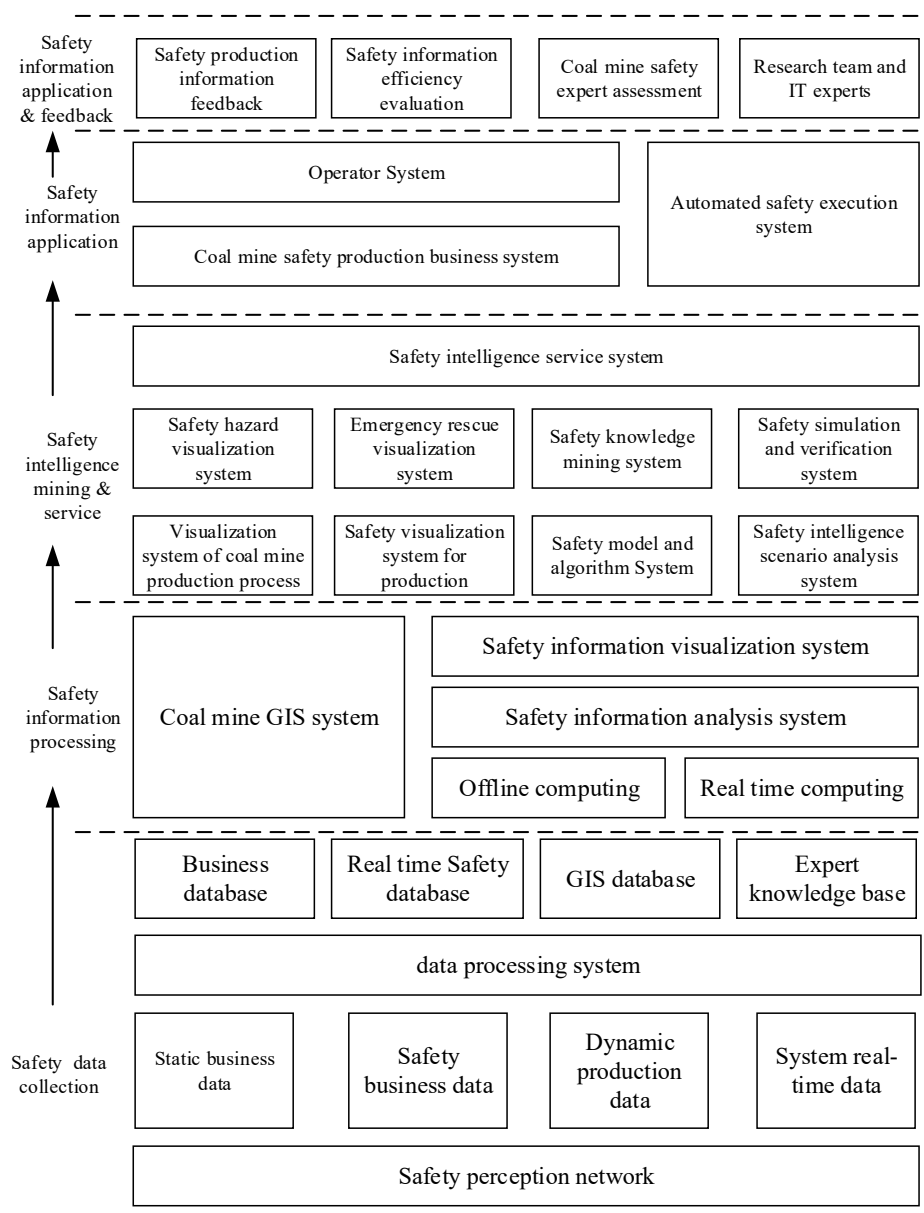 Safety
information
application
& feedback
Safety production
information
feedback
Safety information
efficiency
evaluation
Coal mine safety
expert assessment
Research team and
IT experts
Safety
information
application
Operator System
Coal mine safety production business system
Automated safety execution
system
Safety
intelligence
mining &
service
Safety intelligence service system
Safety hazard
visualization
system
Emergency rescue
visualization
system
Safety knowledge
mining system
Safety simulation
and verification
system
Visualization
system of coal mine
production process
Safety visualization
system for
production
Safety model and
algorithm System
Safety intelligence
scenario analysis
system
Safety
information
processing
Coal mine GIS system
Safety information visualization system
Safety information analysis system
Offline computing
Real time computing
Safety data
collection
Business
database
Real time Safety
database
GIS database
Expert
knowledge base
data processing system
Static business
data
Safety
business data
Dynamic
production
data
System real-
time data
Safety perception network